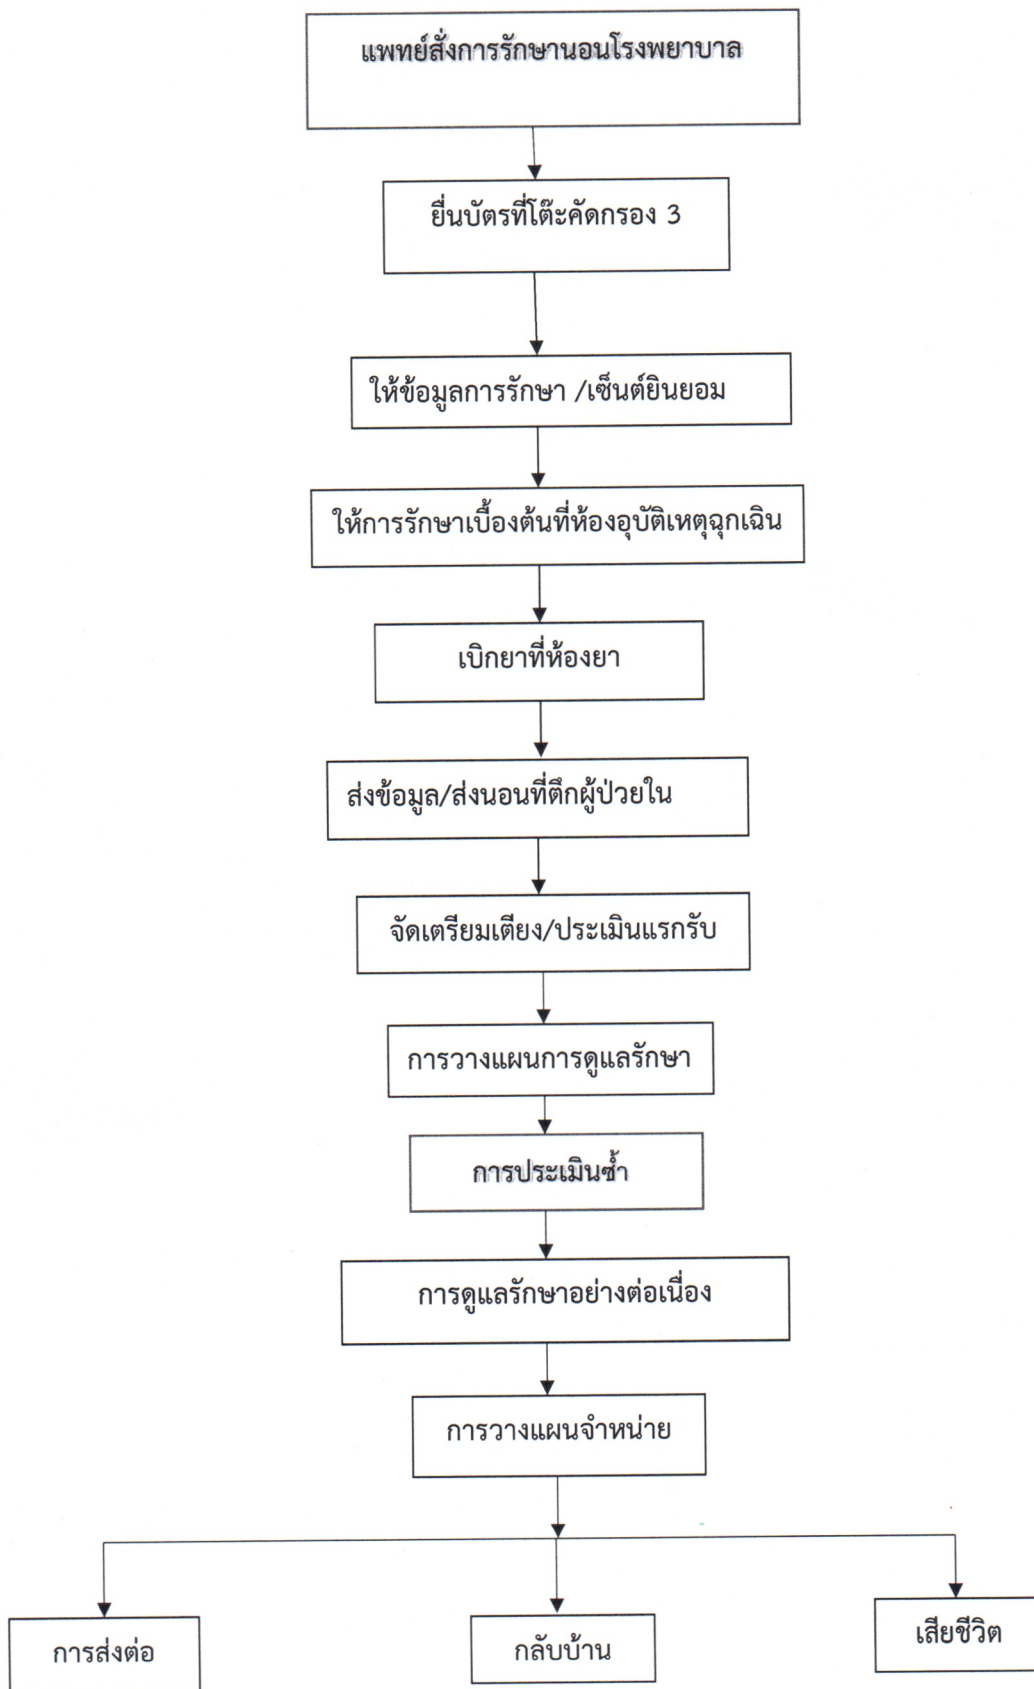 แพทย์สั่งการรักษานอนโรงพยาบาล
ยื่นบัตรที่โต๊ะคัดกรอง 3
ให้ข้อมูลการรักษา /เซ็นต์ยินยอม
ให้การรักษาเบื้องต้นที่ห้องอุบัติเหตุฉุกเฉิน
เบิกยาที่ห้องยา
ส่งข้อมูล/ส่งนอนที่ตึกผู้ป่วยใน
จัดเตรียมเตียง/ประเมินแรกรับ
การวางแผนการดูแลรักษา
การประเมินซ้ำ
การดูแลรักษาอย่างต่อเนื่อง
การวางแผนจำหน่าย
การส่งต่อ
กลับบ้าน
เสียชีวิต